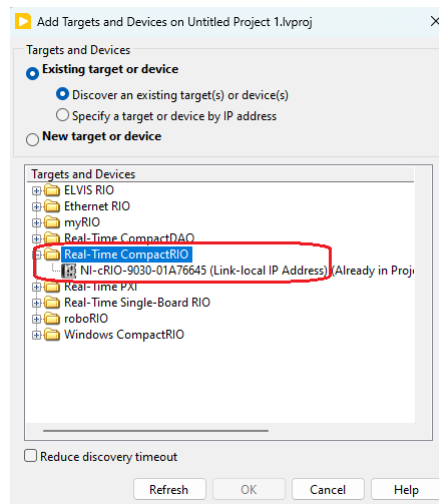 Add Targets and Devices on Untitled Project 1.lvproj
Targets and Devices
Existing target or device
Discover an existing target(s) or device(s)
Specify a target or device by IP address
New target or device
Targets and Devices
ELVIS RIO
Ethernet RIO
myRIO
Real-Time CompactDAQ
Real-Time CompactRIO
NI-cRIO-9030-01A76645 (Link-local IP Address) (Already in Proje
Real-Time PXI
Real-Time Single-Board RIO
roboRIO
Windows CompactRIO
Reduce discovery timeout
Refresh OK Cancel Help